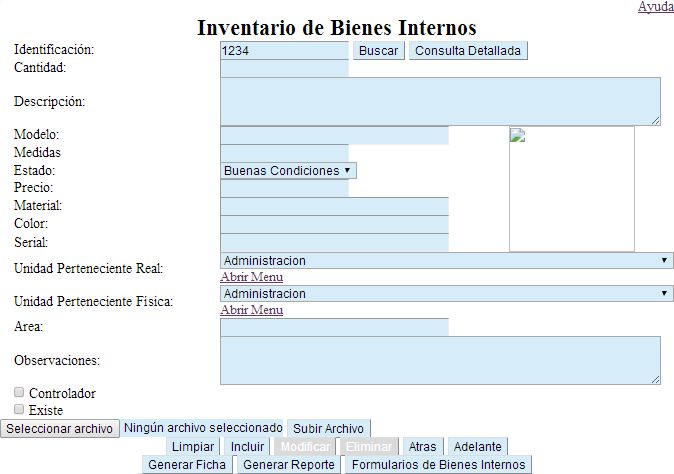 Ayuda
Inventario de Bienes Internos
Identificación: 1234 Buscar Consulta Detallada
Cantidad:
Descripción:
Modelo:
Medidas
Estado: Buenas Condiciones
Precio:
Material:
Color:
Serial:
Unidad Perteneciente Real: Administracion
Abrir Menu
Unidad Perteneciente Fisica: Administracion
Abrir Menu
Area:
Observaciones:
Controlador
Existe
Seleccionar archivo Ningún archivo seleccionado Subir Archivo
Limpiar Incluir Modificar Eliminar Atras Adelante
Generar Ficha Generar Reporte Formularios de Bienes Internos